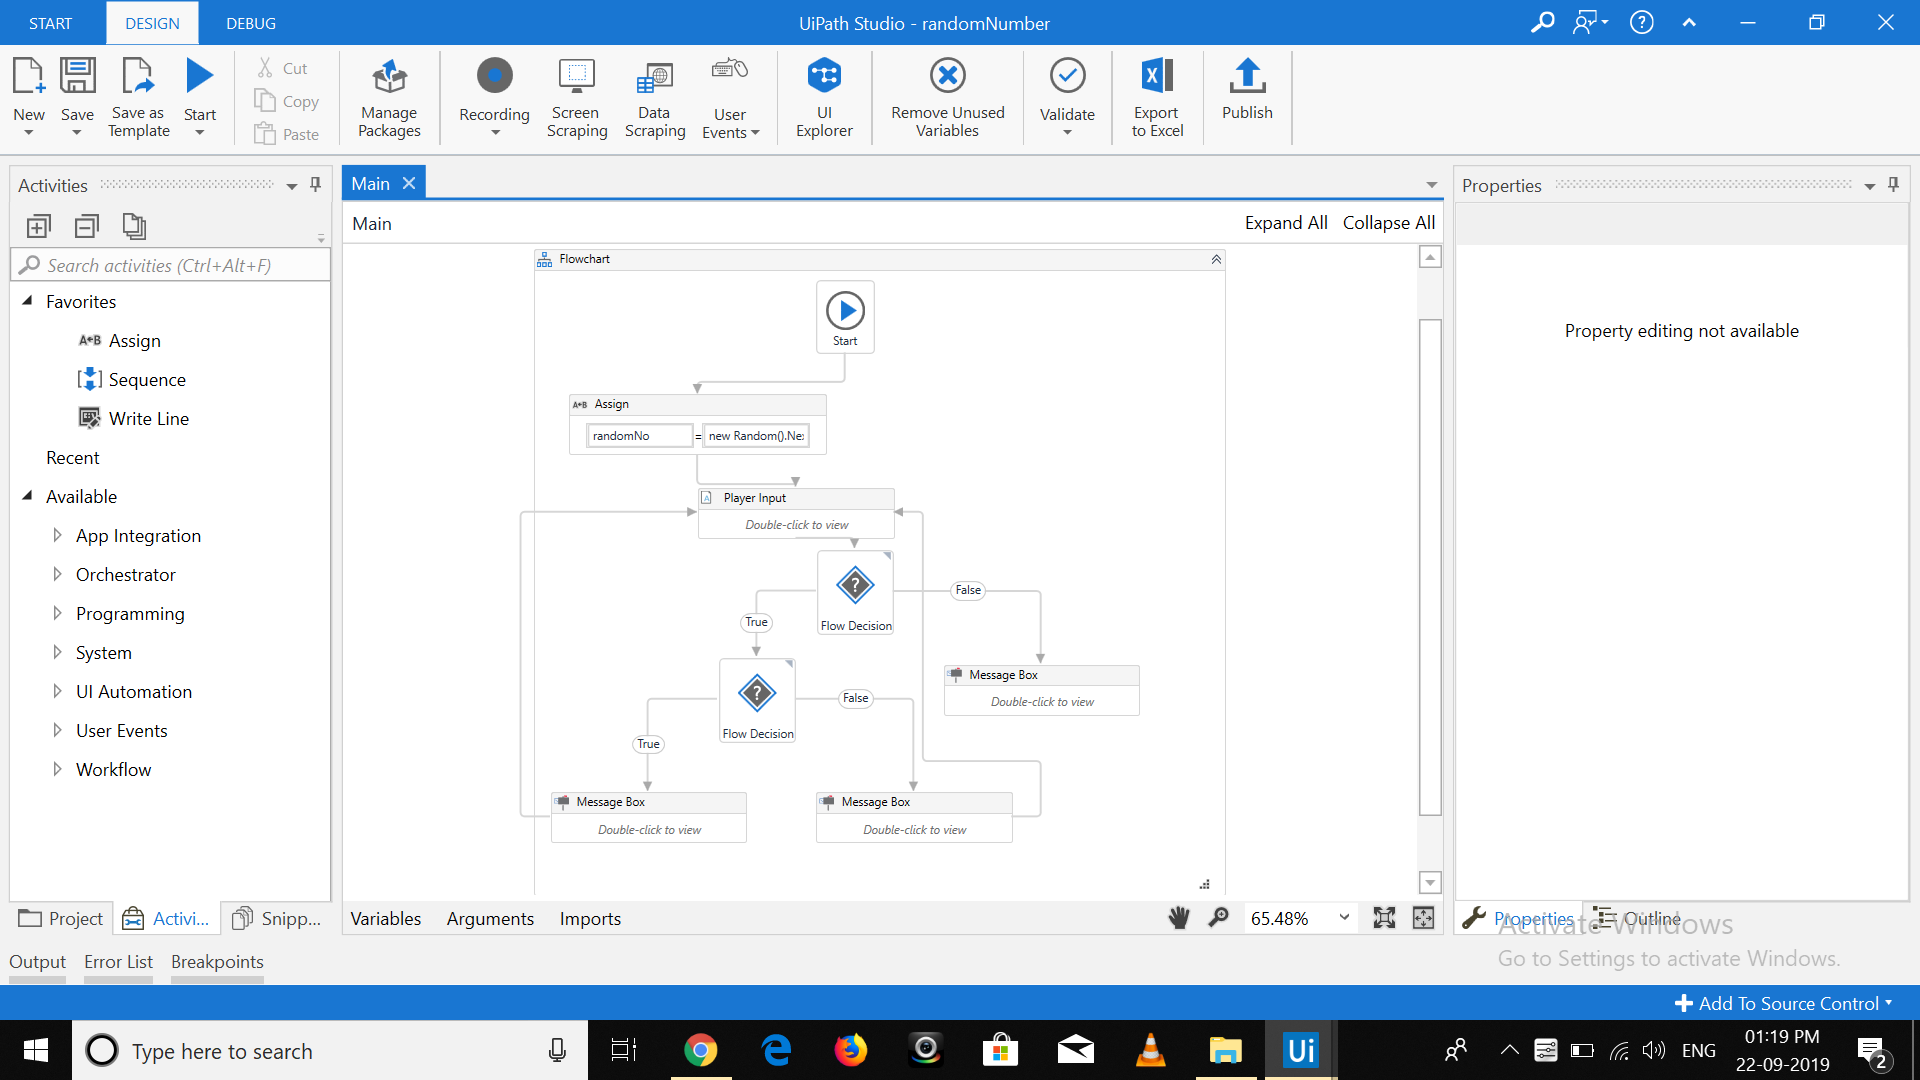 START DESIGN DEBUG
UiPath Studio - randomNumber
New
Save
Save as Template
Start
Cut
Copy
Paste
Manage Packages
Recording
Screen Scraping
Data Scraping
User Events
UI Explorer
Remove Unused Variables
Validate
Export to Excel
Publish
Activities
Search activities (Ctrl+Alt+F)
Favorites
A+B Assign
Sequence
Write Line
Recent
Available
App Integration
Orchestrator
Programming
System
UI Automation
User Events
Workflow
Project Activi... Snipp...
Main
Main
Expand All Collapse All
Flowchart
Start
A+B Assign
randomNo = new Random().Ne
Player Input
Double-click to view
Flow Decision
True
False
Message Box
Double-click to view
Flow Decision
True
False
Message Box
Double-click to view
Message Box
Double-click to view
Variables Arguments Imports
65.48%
Properties
Property editing not available
Properties Outline
Activate Windows
Go to Settings to activate Windows.
Output Error List Breakpoints
Add To Source Control
Type here to search
Ui
ENG
01:19 PM
22-09-2019
2